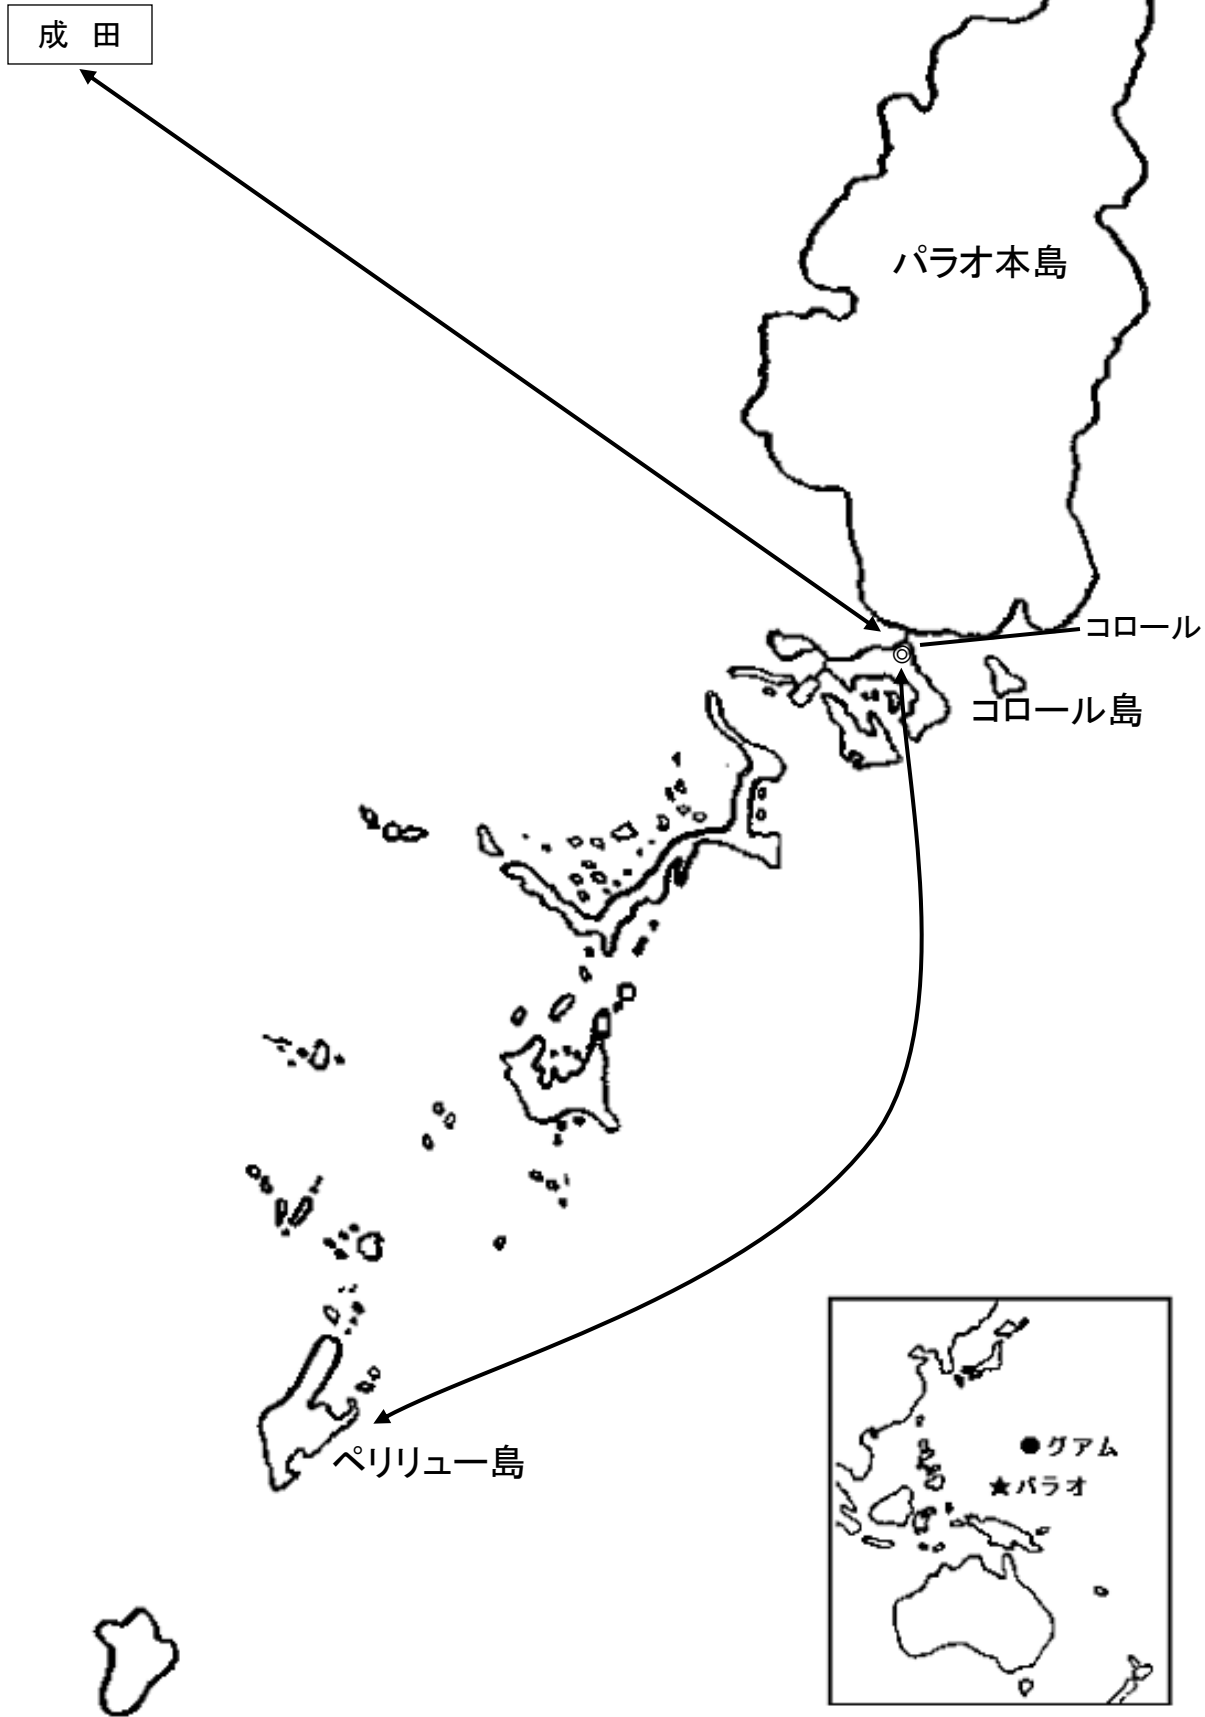 成 田
パラオ本島
コロール
コロール島
ペリリュー島
●グアム
★パラオ